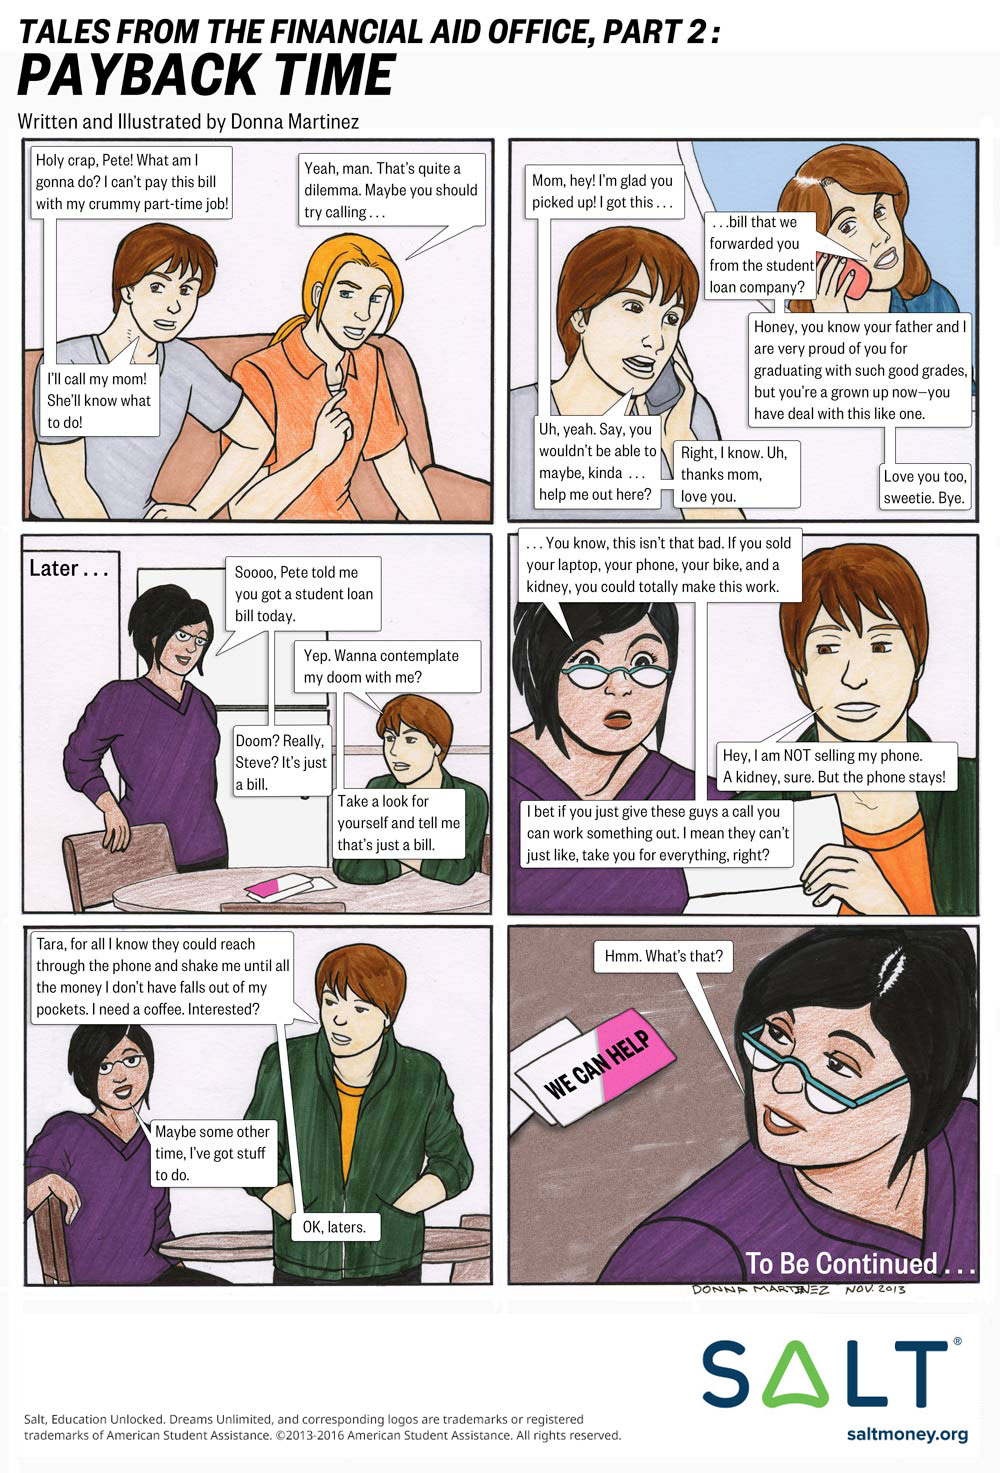 TALES FROM THE FINANCIAL AID OFFICE, PART 2:
PAYBACK TIME
Written and Illustrated by Donna Martinez
Holy crap, Pete! What am I
gonna do? I can't pay this bill
with my crummy part-time job!
Yeah, man. That's quite a
dilemma. Maybe you should
try calling . . .
I'll call my mom!
She'll know what
to do!
Mom, hey! I'm glad you
picked up! I got this . . .
. . .bill that we
forwarded you
from the student
loan company?
Uh, yeah. Say, you
wouldn't be able to
maybe, kinda . . .
help me out here?
Honey, you know your father and I
are very proud of you for
graduating with such good grades,
but you're a grown up now—you
have deal with this like one.
Right, I know. Uh,
thanks mom,
love you.
Love you too,
sweetie. Bye.
Later . . .
Soooo, Pete told me
you got a student loan
bill today.
Yep. Wanna contemplate
my doom with me?
Doom? Really,
Steve? It's just
a bill.
Take a look for
yourself and tell me
that's just a bill.
. . . You know, this isn't that bad. If you sold
your laptop, your phone, your bike, and a
kidney, you could totally make this work.
Hey, I am NOT selling my phone.
A kidney, sure. But the phone stays!
I bet if you just give these guys a call you
can work something out. I mean they can't
just like, take you for everything, right?
Tara, for all I know they could reach
through the phone and shake me until all
the money I don't have falls out of my
pockets. I need a coffee. Interested?
Maybe some other
time, I've got stuff
to do.
OK, laters.
Hmm. What's that?
WE CAN HELP
To Be Continued . . .
DONNA MARTINEZ NOV. 2013
SALT®
saltmoney.org
Salt, Education Unlocked. Dreams Unlimited, and corresponding logos are trademarks or registered
trademarks of American Student Assistance. ©2013-2016 American Student Assistance. All rights reserved.